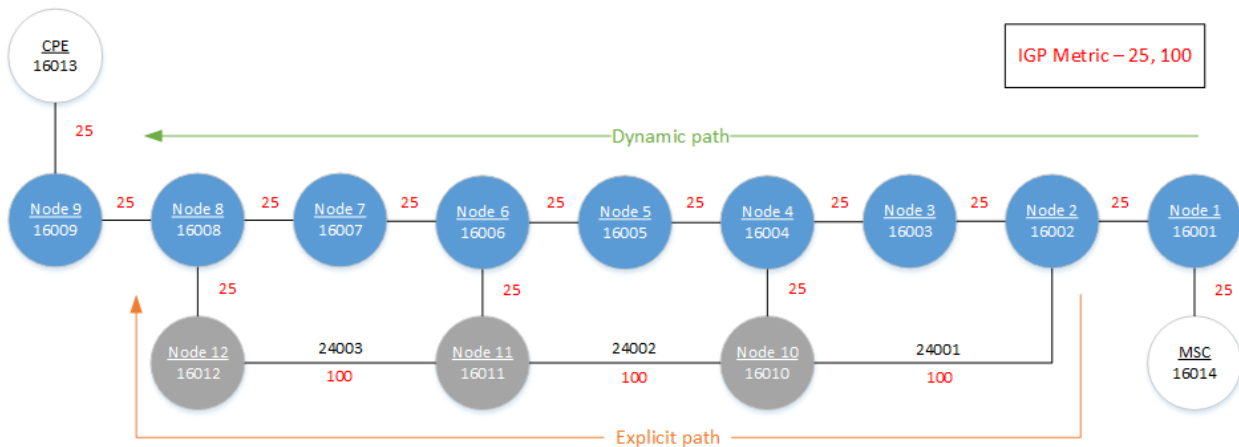 CPE
16013
IGP Metric – 25, 100
25
Dynamic path
Node 9
16009
25
Node 8
16008
25
Node 7
16007
25
Node 6
16006
25
Node 5
16005
25
Node 4
16004
25
Node 3
16003
25
Node 2
16002
25
Node 1
16001
25
25
25
25
Node 12
16012
24003
100
Node 11
16011
24002
100
Node 10
16010
24001
100
MSC
16014
Explicit path